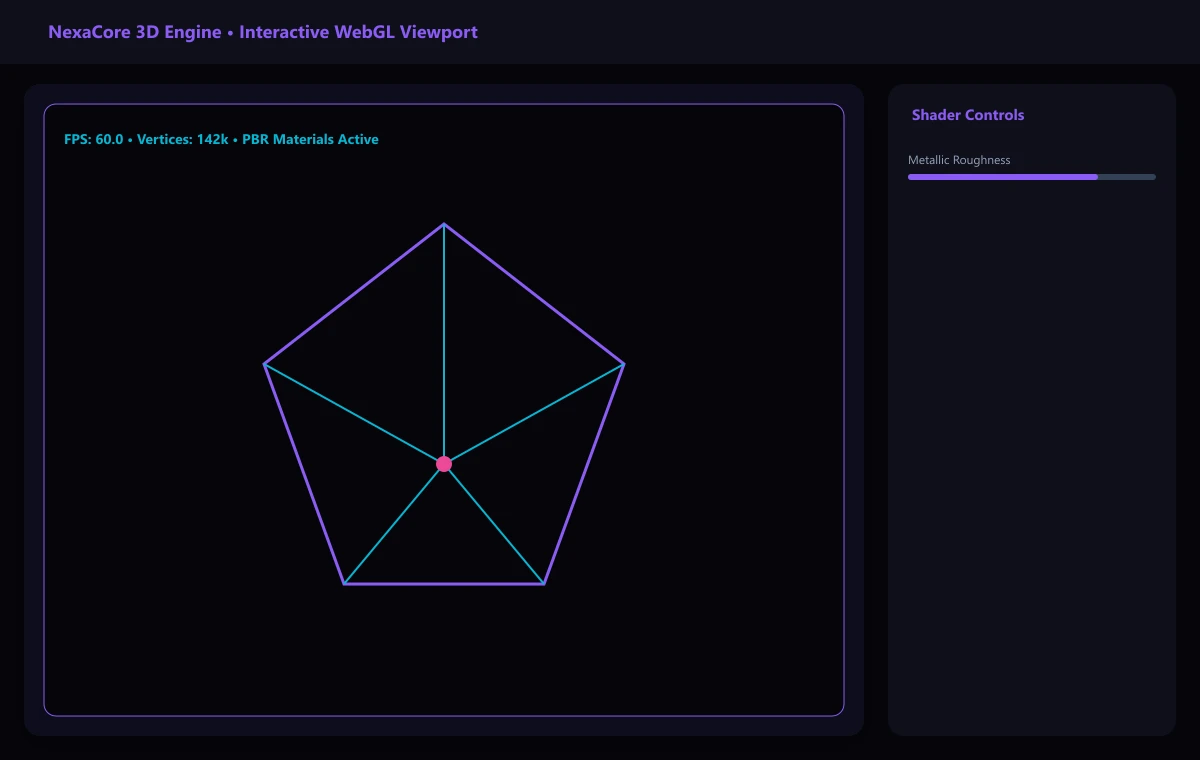 NexaCore 3D Engine • Interactive WebGL Viewport
FPS: 60.0 • Vertices: 142k • PBR Materials Active
Shader Controls
Metallic Roughness